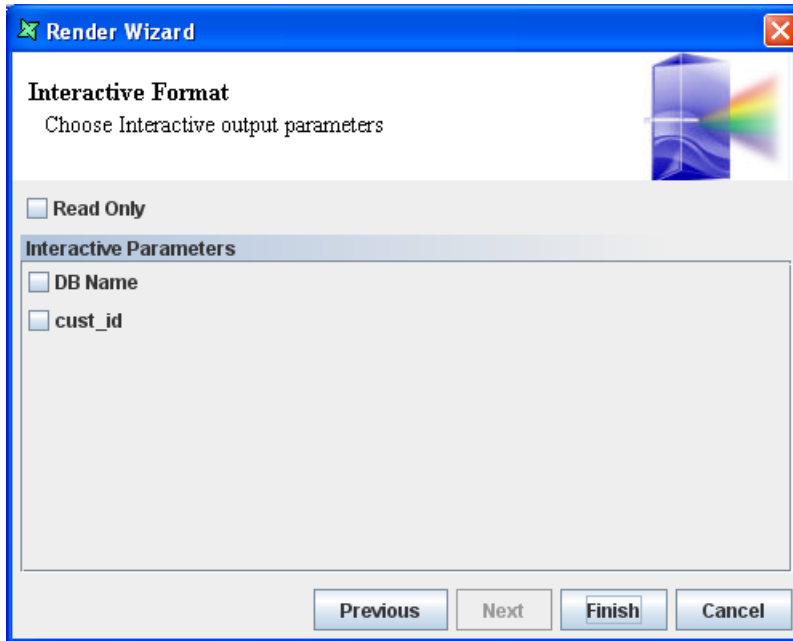 Render Wizard
Interactive Format
Choose Interactive output parameters
Read Only
Interactive Parameters
DB Name
cust_id
Previous Next Finish Cancel